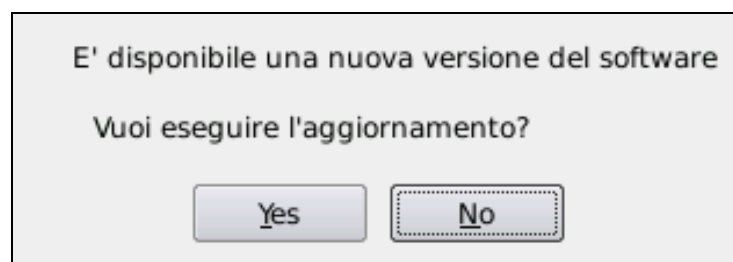 E' disponibile una nuova versione del software
Vuoi eseguire l'aggiornamento?
Yes No